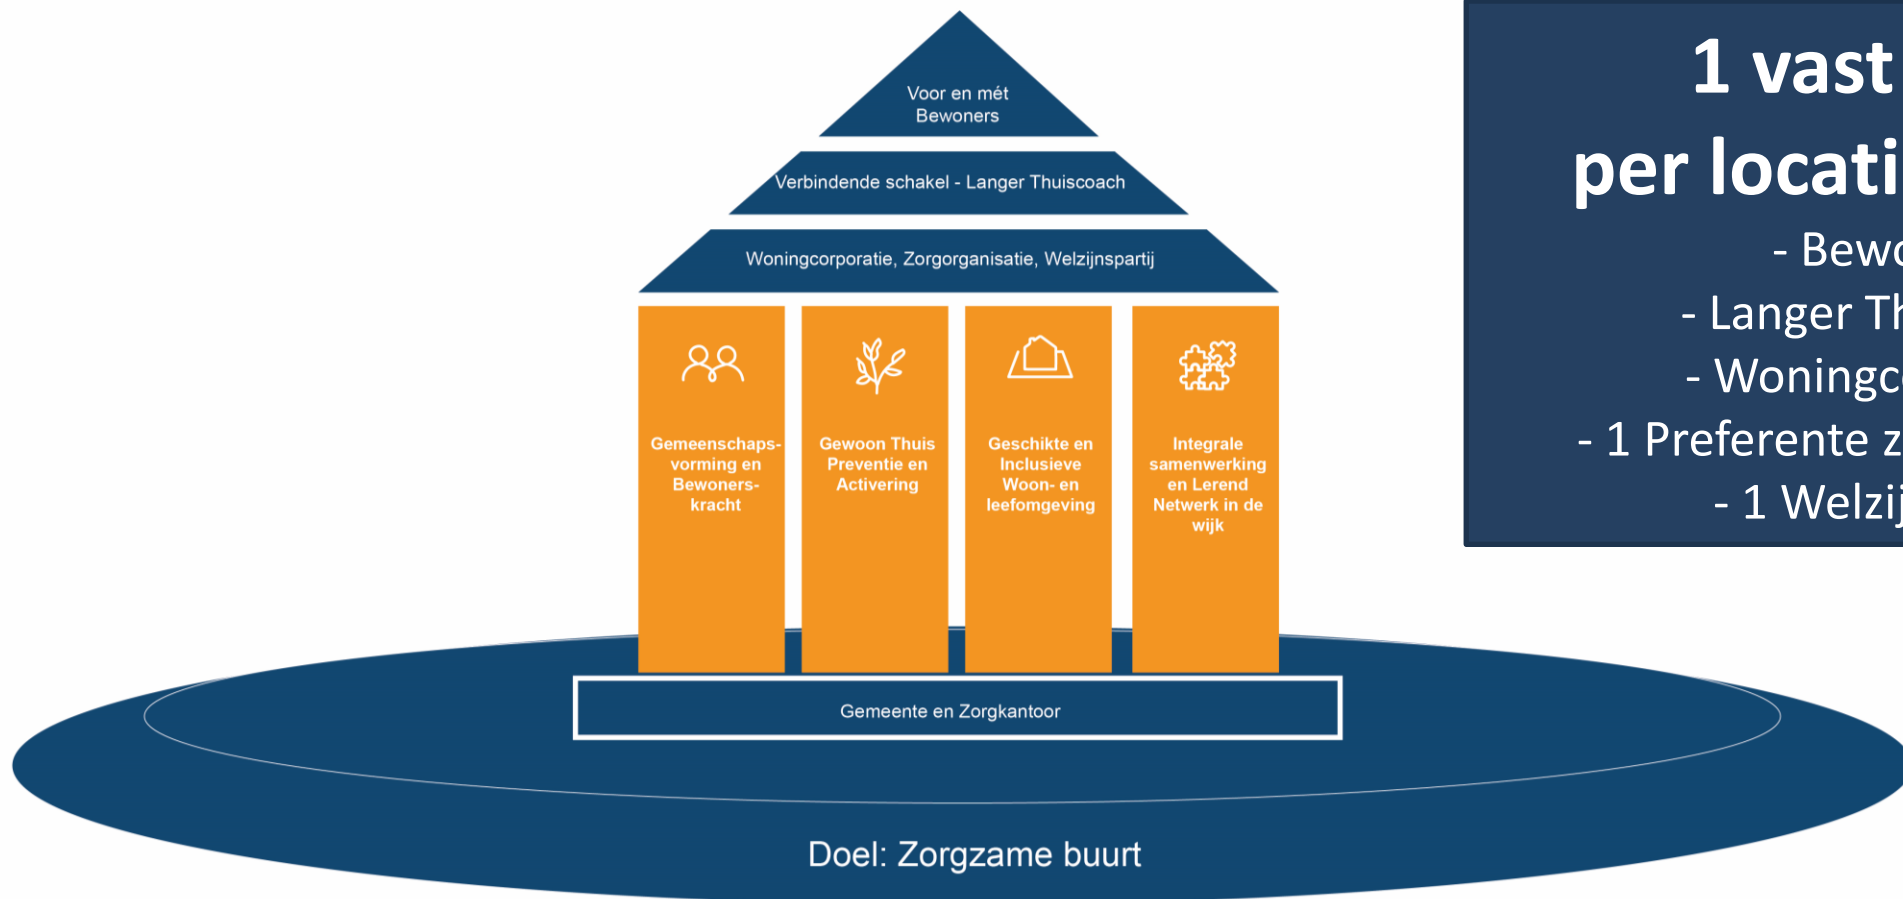 Voor en mét
Bewoners
Verbindende schakel - Langer Thuiscoach
Woningcorporatie, Zorgorganisatie, Welzijnspartij
Gemeenschaps-
vorming en
Bewoners-
kracht
Gewoon Thuis
Preventie en
Activering
Geschikte en
Inclusieve
Woon- en
leefomgeving
Integrale
samenwerking
en Lerend
Netwerk in de
wijk
Gemeente en Zorgkantoor
Doel: Zorgzame buurt
1 vast
per locati
- Bewo
- Langer Th
- Woningco
- 1 Preferente z
- 1 Welzij